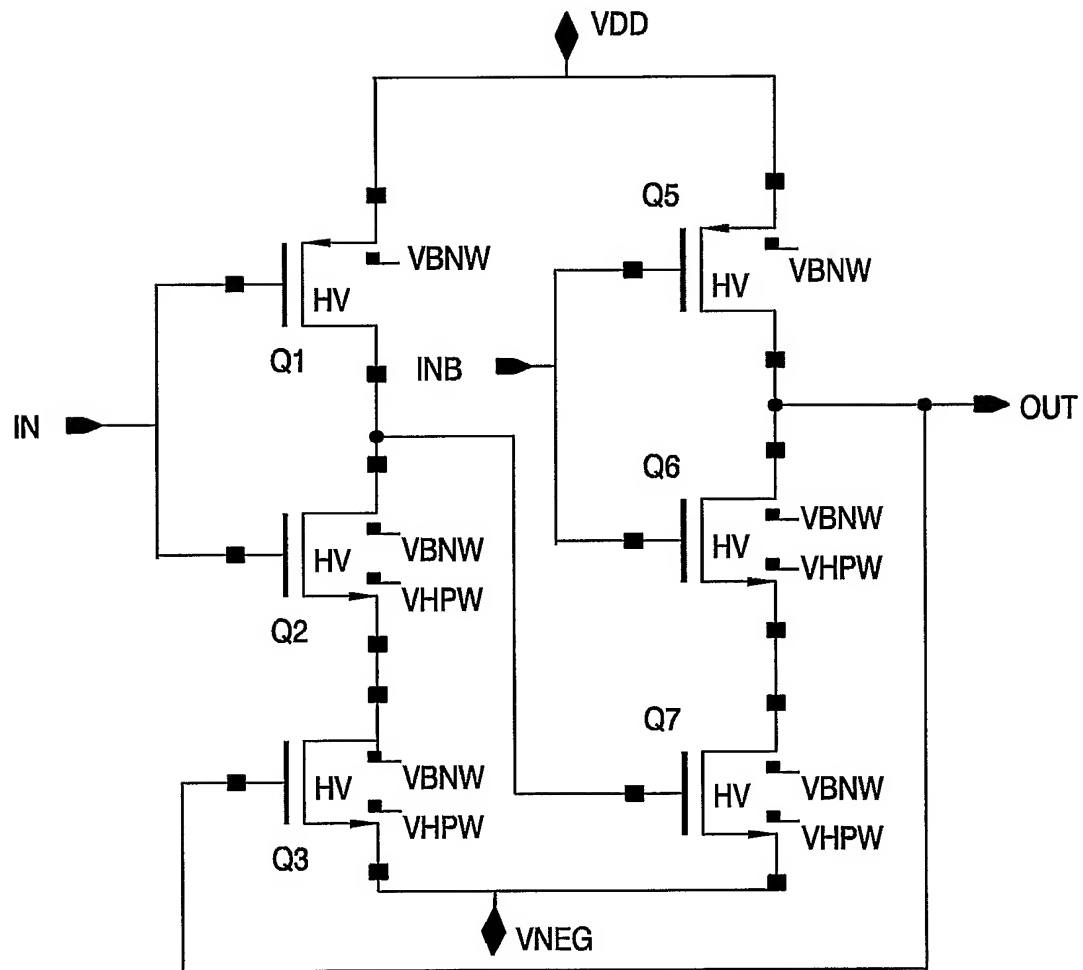 VDD
Q5
VBNW
VBNW
HV
HV
Q1
INB
IN
OUT
Q6
VBNW
VBNW
HV
HV
VHPW
VHPW
Q2
Q7
VBNW
VBNW
HV
HV
VHPW
VHPW
Q3
VNEG